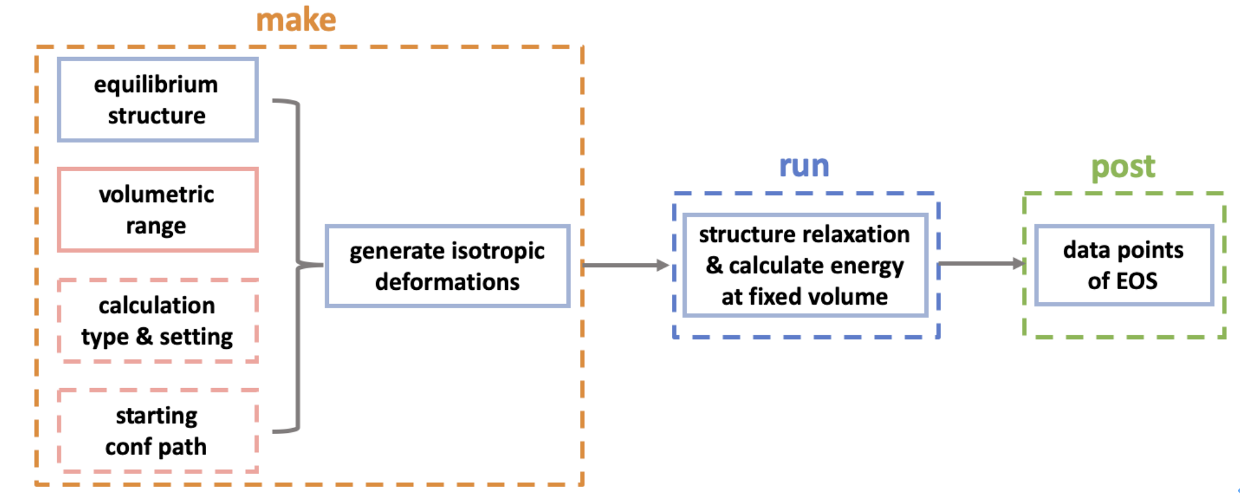 make
equilibrium
structure
volumetric
range
calculation
type & setting
starting
conf path
generate isotropic
deformations
run
structure relaxation
& calculate energy
at fixed volume
post
data points
of EOS